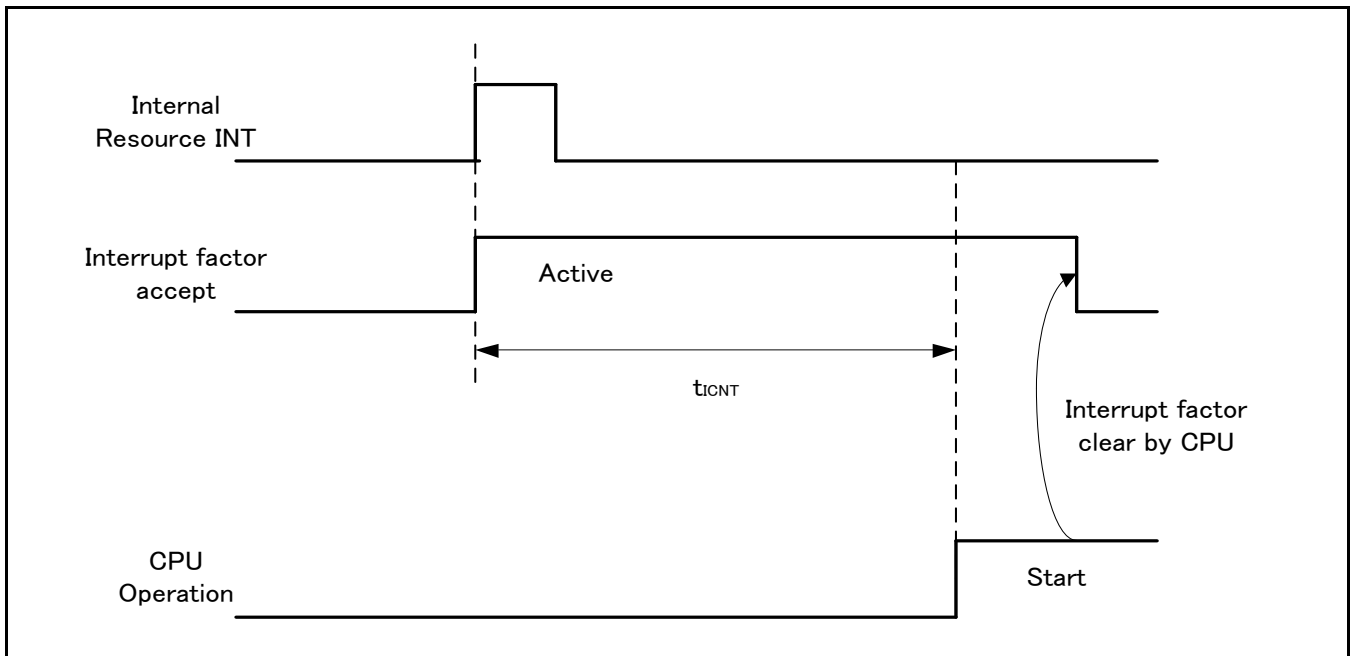 Internal
Resource INT
Interrupt factor
accept
Active
tICNT
Interrupt factor
clear by CPU
CPU
Operation
Start